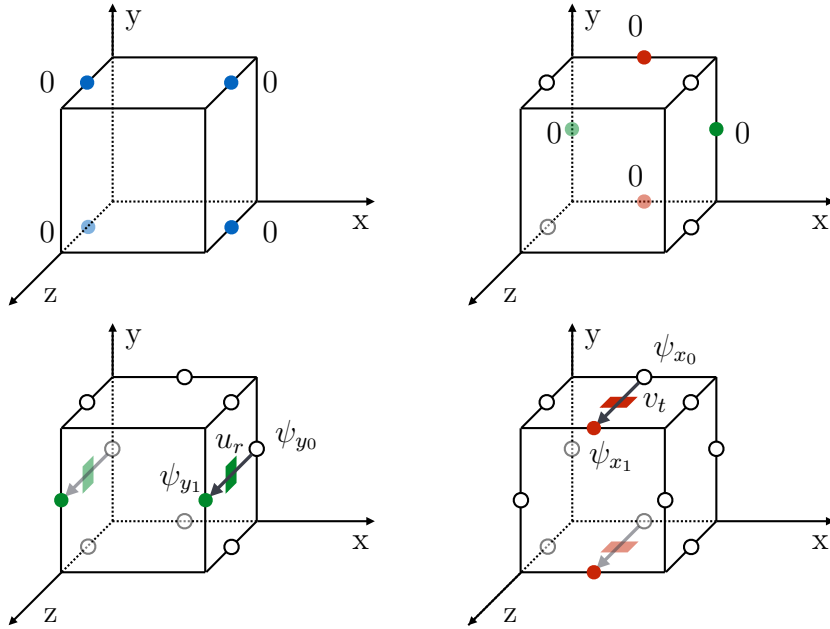 y
0
0
0
0
x
z
0
y
0
0
0
x
z
y
u_r
ψ_{y_0}
ψ_{y_1}
x
z
y
ψ_{x_0}
v_t
ψ_{x_1}
x
z